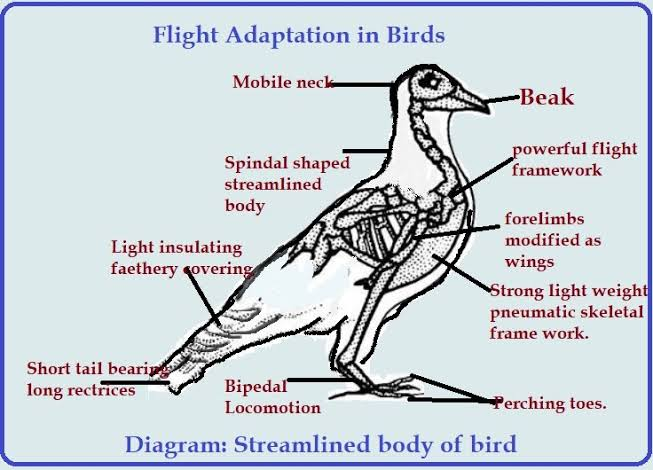 Flight Adaptation in Birds
Mobile neck
Beak
Spindal shaped
streamlined
body
powerful flight
framework
forelimbs
modified as
wings
Light insulating
faethery covering
Strong light weight
pneumatic skeletal
frame work.
Short tail bearing
long rectrices
Bipedal
Locomotion
Perching toes.
Diagram: Streamlined body of bird